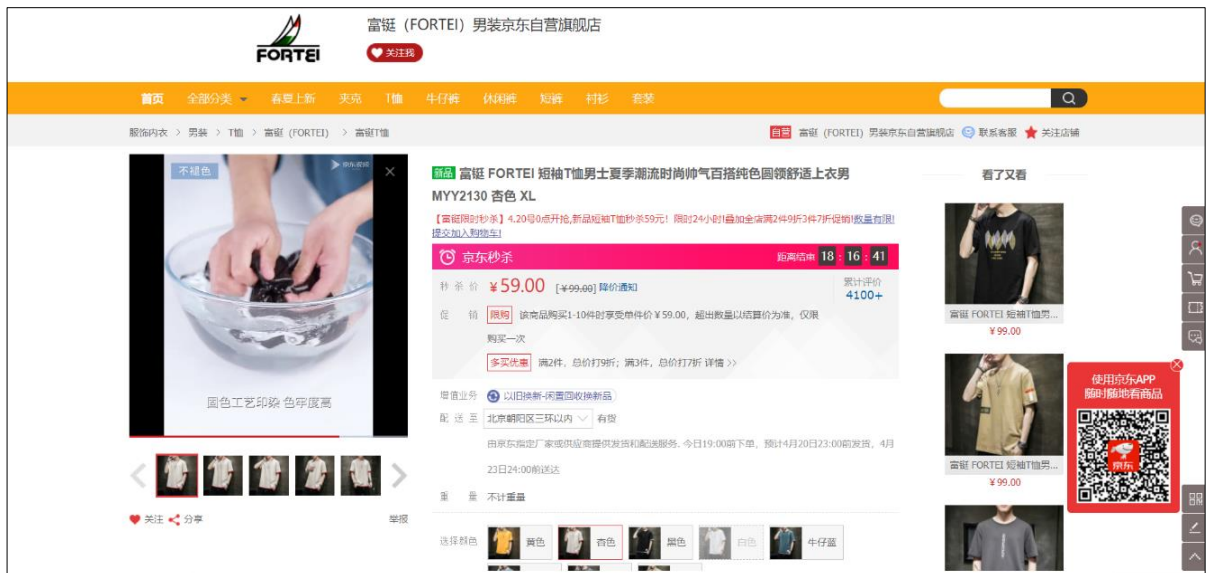 富铤（FORTEI）男装京东自营旗舰店
FORTEI
关注我
首页 全部分类 春夏上新 夹克 T恤 牛仔裤 休闲裤 短裤 衬衫 套装
服饰内衣 > 男装 > T恤 > 富铤（FORTEI） > 富铤T恤
自营 富铤（FORTEI）男装京东自营旗舰店 联系客服 关注店铺
不褪色
京东视频
固色工艺印染 色牢度高
关注 分享
举报
新品 富铤 FORTEI 短袖T恤男士夏季潮流时尚帅气百搭纯色圆领舒适上衣男
MYY2130 杏色 XL
【富铤限时秒杀】4.20号0点开抢,新品短袖T恤秒杀59元！限时24小时!叠加全店满2件9折3件7折促销!数量有限!
提交加入购物车!
京东秒杀
距离结束 18 : 16 : 41
秒杀价 ￥59.00 [￥99.00] 降价通知
累计评价
4100+
促销 限购 该商品购买1-10件时享受单件价￥59.00，超出数量以结算价为准，仅限
购买一次
多买优惠 满2件，总价打9折；满3件，总价打7折 详情 >>
增值业务 以旧换新-闲置回收换新品
配送至 北京朝阳区三环以内 有货
由京东指定厂家或供应商提供发货和配送服务. 今日19:00前下单，预计4月20日23:00前发货，4月
23日24:00前送达
重量 不计重量
选择颜色 黄色 杏色 黑色 白色 牛仔蓝
看了又看
富铤 FORTEI 短袖T恤男...
￥99.00
富铤 FORTEI 短袖T恤男...
￥99.00
使用京东APP
随时随地看商品
京东